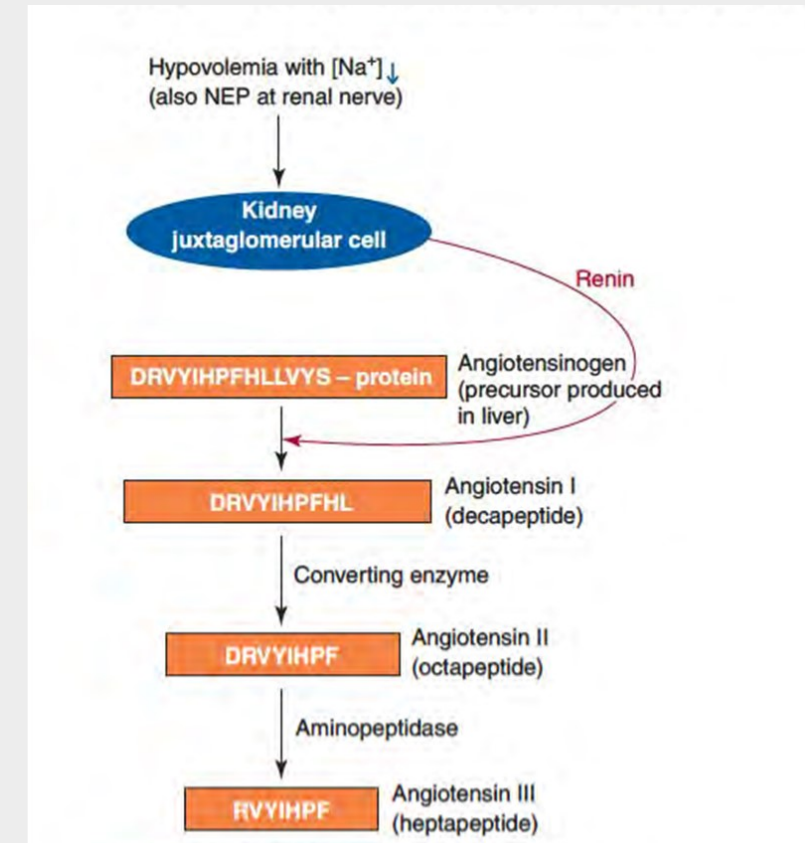 Hypovolemia with [Na⁺]↓
(also NEP at renal nerve)
Kidney
juxtaglomerular cell
Renin
DRVYIHPFHLLVYS – protein
Angiotensinogen
(precursor produced
in liver)
DRVYIHPFHL
Angiotensin I
(decapeptide)
Converting enzyme
DRVYIHPF
Angiotensin II
(octapeptide)
Aminopeptidase
RVYIHPF
Angiotensin III
(heptapeptide)